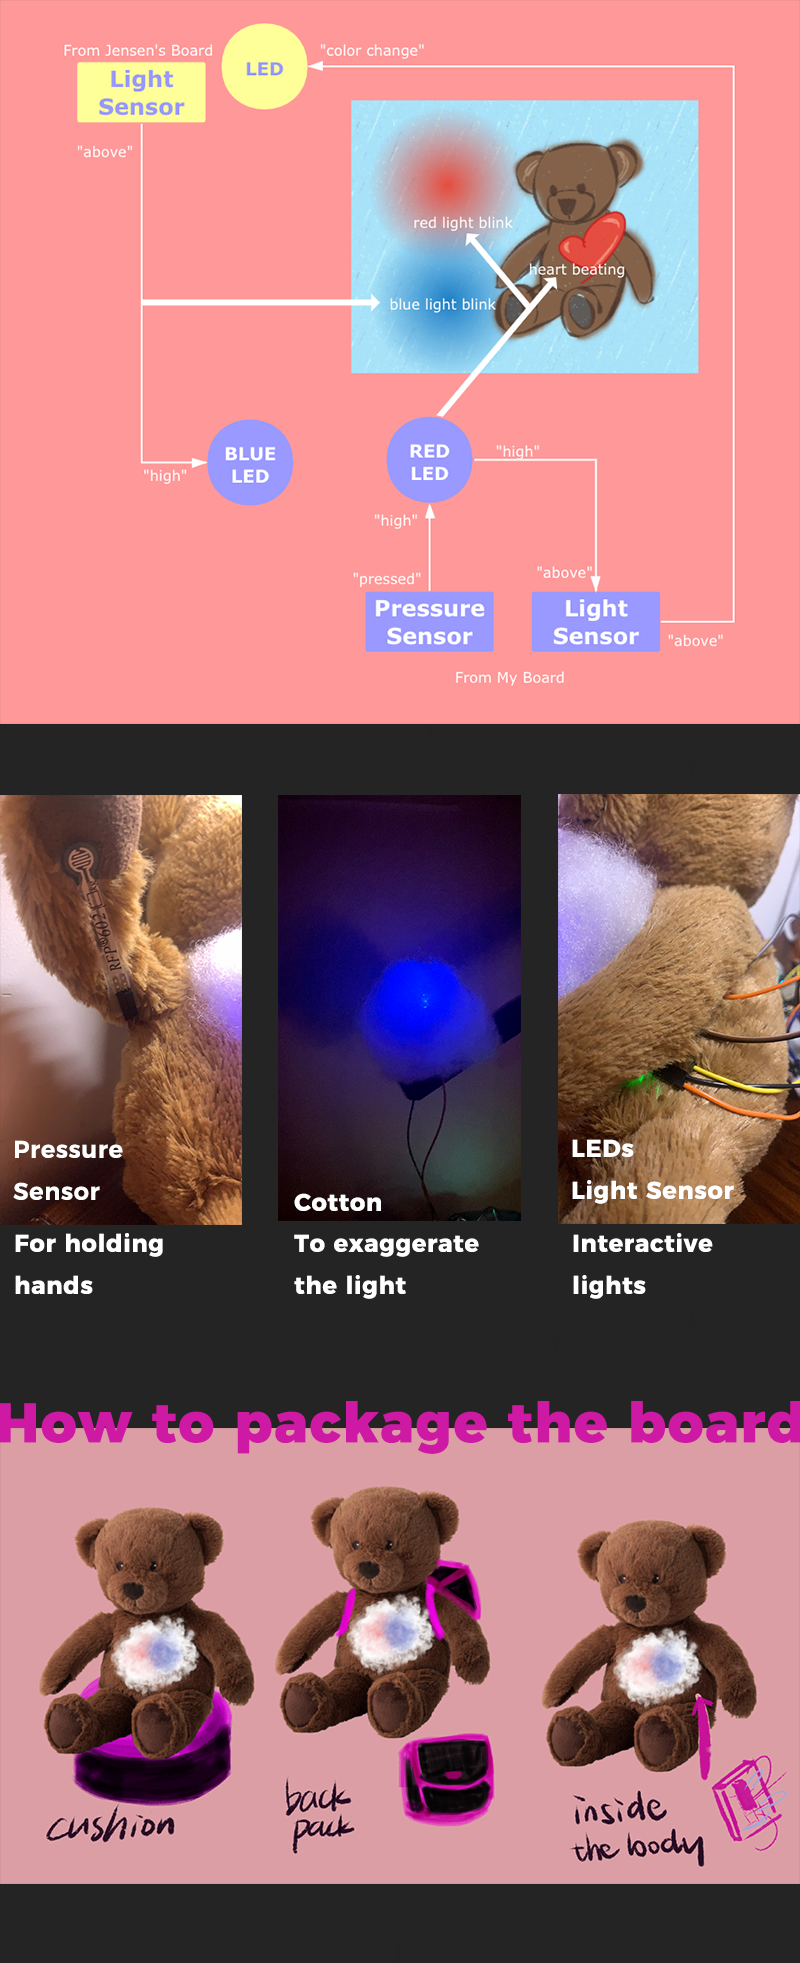 From Jensen's Board
Light
Sensor
LED
"color change"
"above"
red light blink
heart beating
blue light blink
BLUE
LED
"high"
RED
LED
"high"
"high"
"pressed"
"above"
Pressure
Sensor
Light
Sensor
"above"
From My Board
Pressure
Sensor
For holding
hands
Cotton
To exaggerate
the light
LEDs
Light Sensor
Interactive
lights
How to package the board
cushion
back
pack
inside
the body